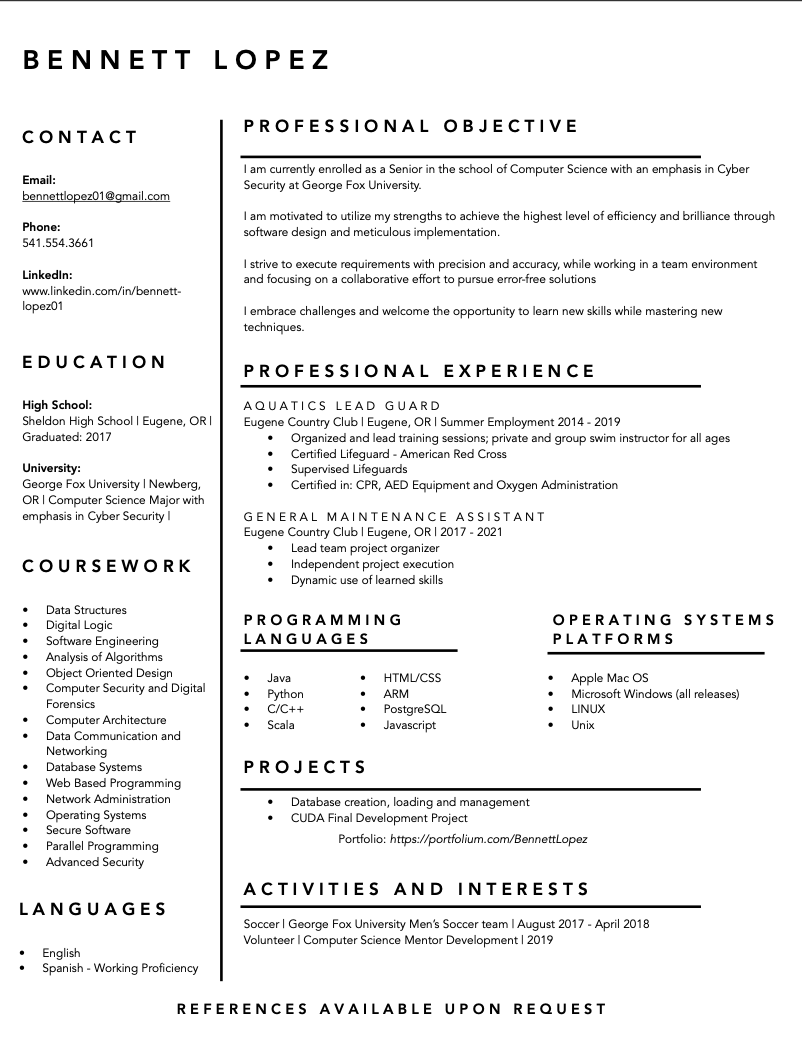 BENNETT LOPEZ
CONTACT
Email:
bennettlopez01@gmail.com
Phone:
541.554.3661
LinkedIn:
www.linkedin.com/in/bennett-
lopez01
EDUCATION
High School:
Sheldon High School | Eugene, OR |
Graduated: 2017
University:
George Fox University | Newberg,
OR | Computer Science Major with
emphasis in Cyber Security |
COURSEWORK
• Data Structures
• Digital Logic
• Software Engineering
• Analysis of Algorithms
• Object Oriented Design
• Computer Security and Digital
Forensics
• Computer Architecture
• Data Communication and
Networking
• Database Systems
• Web Based Programming
• Network Administration
• Operating Systems
• Secure Software
• Parallel Programming
• Advanced Security
LANGUAGES
• English
• Spanish - Working Proficiency
PROFESSIONAL OBJECTIVE
I am currently enrolled as a Senior in the school of Computer Science with an emphasis in Cyber
Security at George Fox University.
I am motivated to utilize my strengths to achieve the highest level of efficiency and brilliance through
software design and meticulous implementation.
I strive to execute requirements with precision and accuracy, while working in a team environment
and focusing on a collaborative effort to pursue error-free solutions
I embrace challenges and welcome the opportunity to learn new skills while mastering new
techniques.
PROFESSIONAL EXPERIENCE
AQUATICS LEAD GUARD
Eugene Country Club | Eugene, OR | Summer Employment 2014 - 2019
• Organized and lead training sessions; private and group swim instructor for all ages
• Certified Lifeguard - American Red Cross
• Supervised Lifeguards
• Certified in: CPR, AED Equipment and Oxygen Administration
GENERAL MAINTENANCE ASSISTANT
Eugene Country Club | Eugene, OR | 2017 - 2021
• Lead team project organizer
• Independent project execution
• Dynamic use of learned skills
PROGRAMMING
LANGUAGES
• Java
• Python
• C/C++
• Scala
• HTML/CSS
• ARM
• PostgreSQL
• Javascript
OPERATING SYSTEMS
PLATFORMS
• Apple Mac OS
• Microsoft Windows (all releases)
• LINUX
• Unix
PROJECTS
• Database creation, loading and management
• CUDA Final Development Project
Portfolio: https://portfolium.com/BennettLopez
ACTIVITIES AND INTERESTS
Soccer | George Fox University Men’s Soccer team | August 2017 - April 2018
Volunteer | Computer Science Mentor Development | 2019
REFERENCES AVAILABLE UPON REQUEST